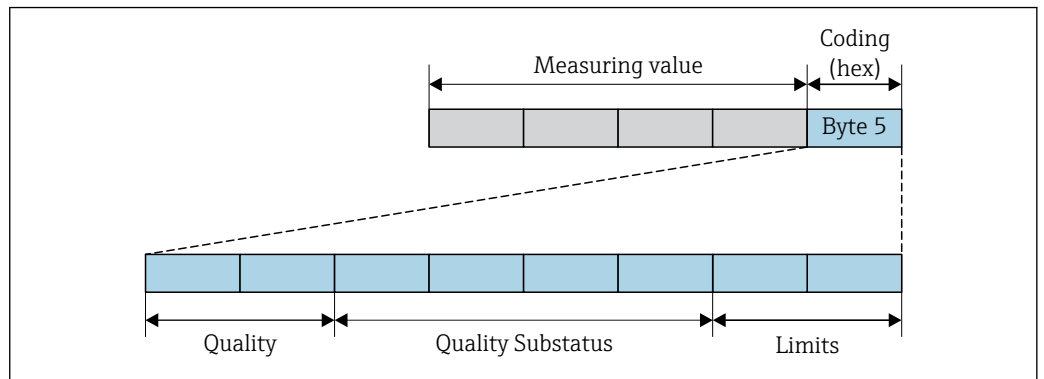 Coding
(hex)
Measuring value
Byte 5
Quality
Quality Substatus
Limits